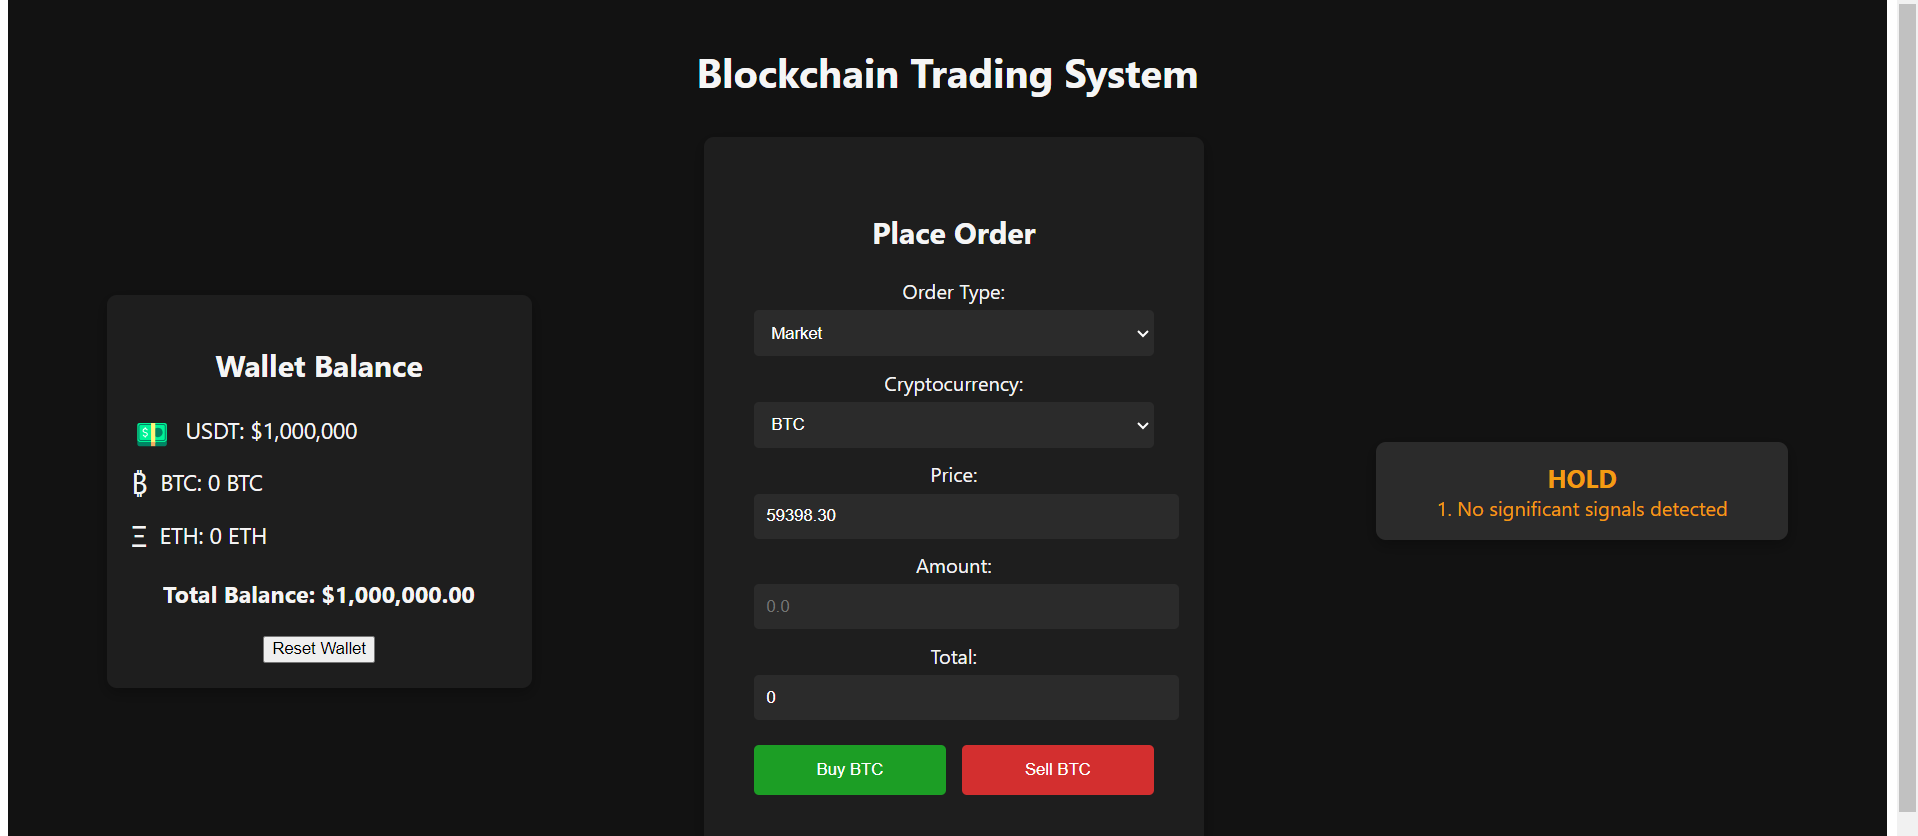 Blockchain Trading System
Wallet Balance
USDT: $1,000,000
₿ BTC: 0 BTC
Ξ ETH: 0 ETH
Total Balance: $1,000,000.00
Reset Wallet
Place Order
Order Type:
Market
Cryptocurrency:
BTC
Price:
59398.30
Amount:
0.0
Total:
0
Buy BTC
Sell BTC
HOLD
1. No significant signals detected